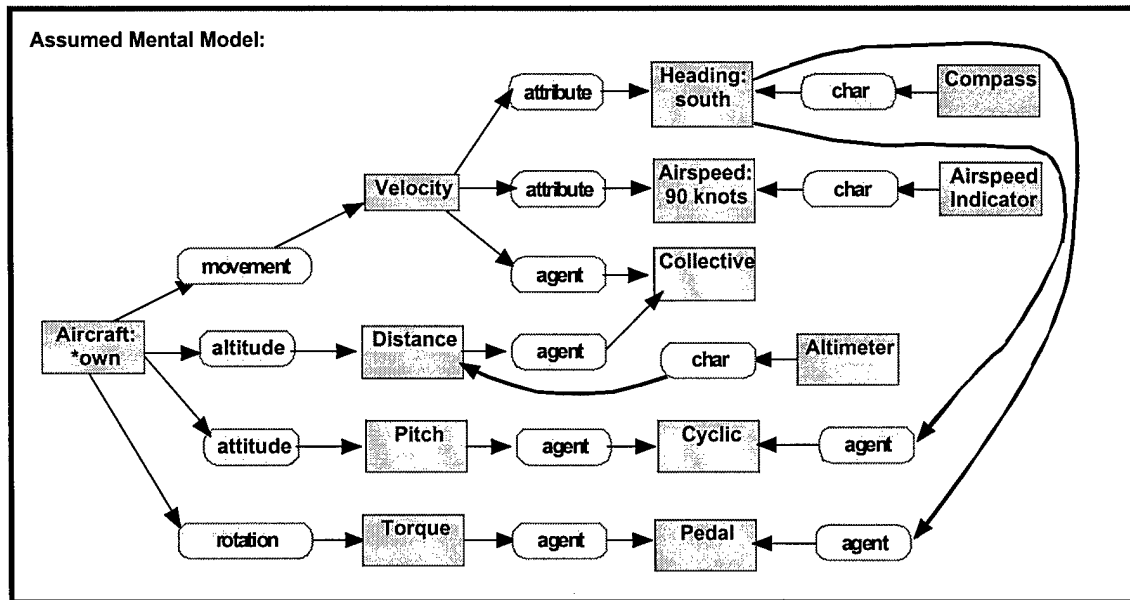 Assumed Mental Model:
attribute
Heading:
south
char
Compass
Velocity
attribute
Airspeed:
90 knots
char
Airspeed
Indicator
movement
agent
Collective
Aircraft:
*own
altitude
Distance
agent
char
Altimeter
attitude
Pitch
agent
Cyclic
agent
rotation
Torque
agent
Pedal
agent